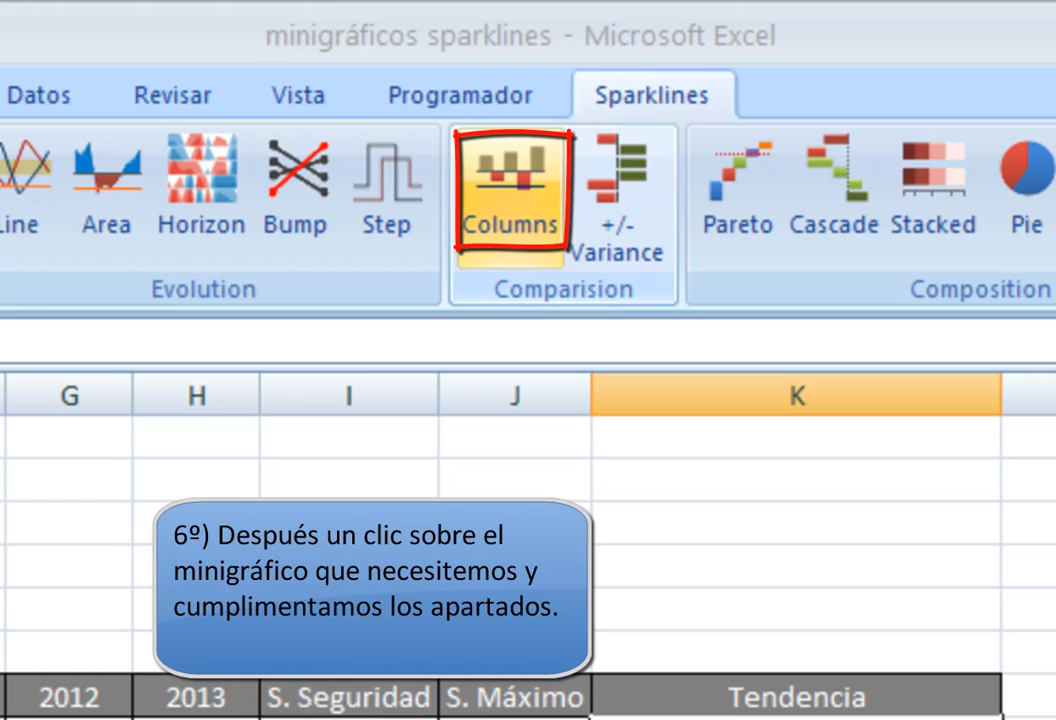 minigráficos sparklines - Microsoft Excel
Datos Revisar Vista Programador Sparklines
Line Area Horizon Bump Step Columns +/- Variance Pareto Cascade Stacked Pie
Evolution Comparision Composition
G H I J K
6º) Después un clic sobre el
minigráfico que necesitemos y
cumplimentamos los apartados.
2012 2013 S. Seguridad S. Máximo Tendencia